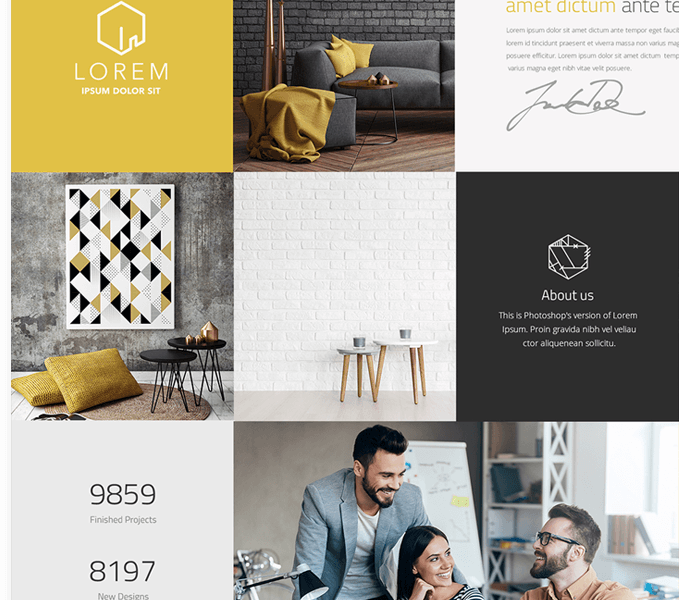 LOREM
IPSUM DOLOR SIT
amet dictum ante te
Lorem ipsum dolor sit amet dictum ante tempor eget faucil
lorem id tincidunt praesent et viverra massa non varius mag
posuere efficitur. Lorem ipsum dolor sit amet dictum temp
varius magna eget nibh vitae velit posuere.
About us
This is Photoshop's version of Lorem
Ipsum. Proin gravida nibh vel veliau
ctor aliquenean sollicitu.
9859
Finished Projects
8197
New Designs